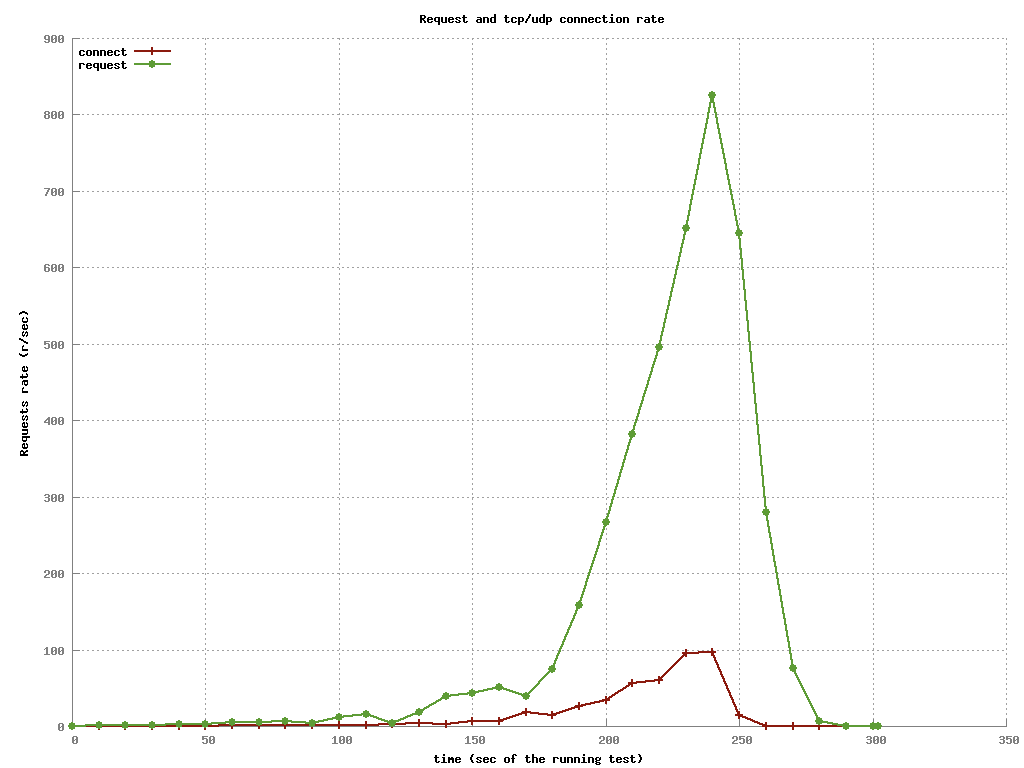 Request and tcp/udp connection rate
900
800
700
600
500
400
300
200
100
0
connect
request
Requests rate (r/sec)
0 50 100 150 200 250 300 350
time (sec of the running test)